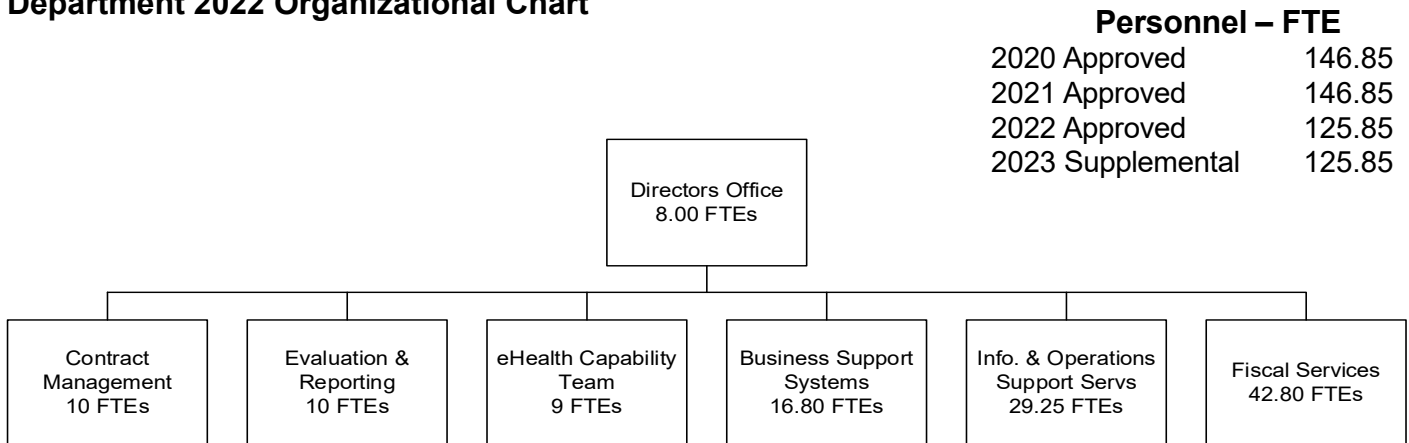 Department 2022 Organizational Chart
Personnel – FTE
2020 Approved 146.85
2021 Approved 146.85
2022 Approved 125.85
2023 Supplemental 125.85
Directors Office
8.00 FTEs
Contract
Management
10 FTEs
Evaluation &
Reporting
10 FTEs
eHealth Capability
Team
9 FTEs
Business Support
Systems
16.80 FTEs
Info. & Operations
Support Servs
29.25 FTEs
Fiscal Services
42.80 FTEs